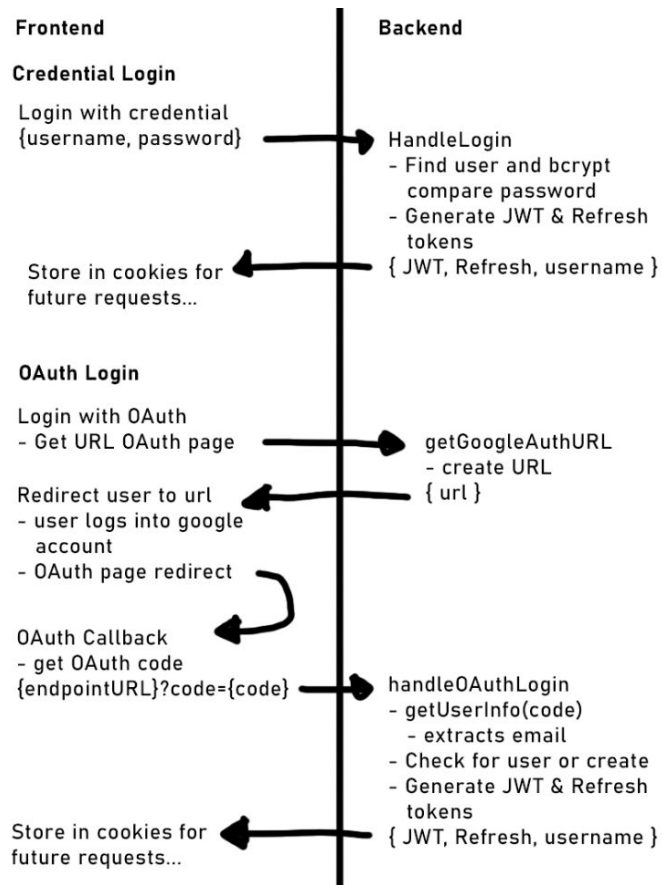 Frontend
Backend
Credential Login
Login with credential
{username, password}
HandleLogin
- Find user and bcrypt
compare password
- Generate JWT & Refresh
tokens
{ JWT, Refresh, username }
Store in cookies for
future requests...
OAuth Login
Login with OAuth
- Get URL OAuth page
getGoogleAuthURL
- create URL
{ url }
Redirect user to url
- user logs into google
account
- OAuth page redirect
OAuth Callback
- get OAuth code
{endpointURL}?code={code}
handleOAuthLogin
- getUserInfo(code)
- extracts email
- Check for user or create
- Generate JWT & Refresh
tokens
{ JWT, Refresh, username }
Store in cookies for
future requests...